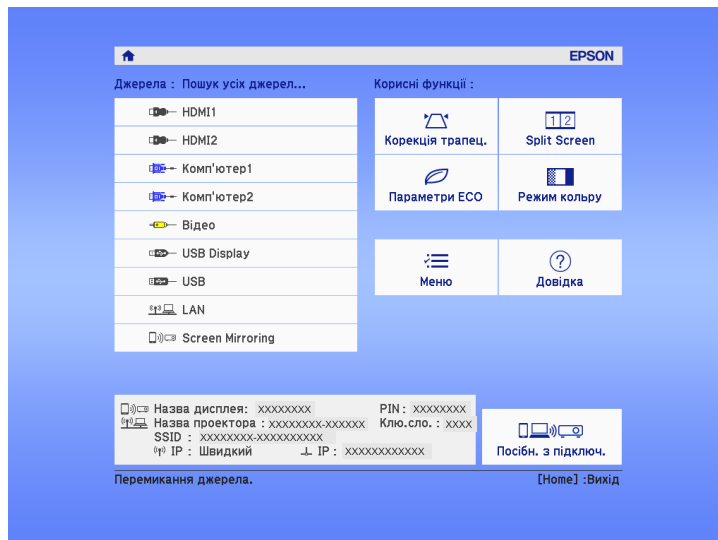 EPSON
Джерела : Пошук усіх джерел...
HDMI1
HDMI2
Комп'ютер1
Комп'ютер2
Відео
USB Display
USB
LAN
Screen Mirroring
Корисні функції :
Корекція трапец.
1 2
Split Screen
Параметри ECO
Режим кольру
Меню
?
Довідка
Назва дисплея: XXXXXXXX PIN : XXXXXXXX
Назва проектора : XXXXXXXX-XXXXXX Клю.сло. : XXXX
SSID : XXXXXXXX-XXXXXXXXXX
IP : Швидкий IP : XXXXXXXXXXXX
Посібн. з підключ.
Перемикання джерела. [Home] :Вихід